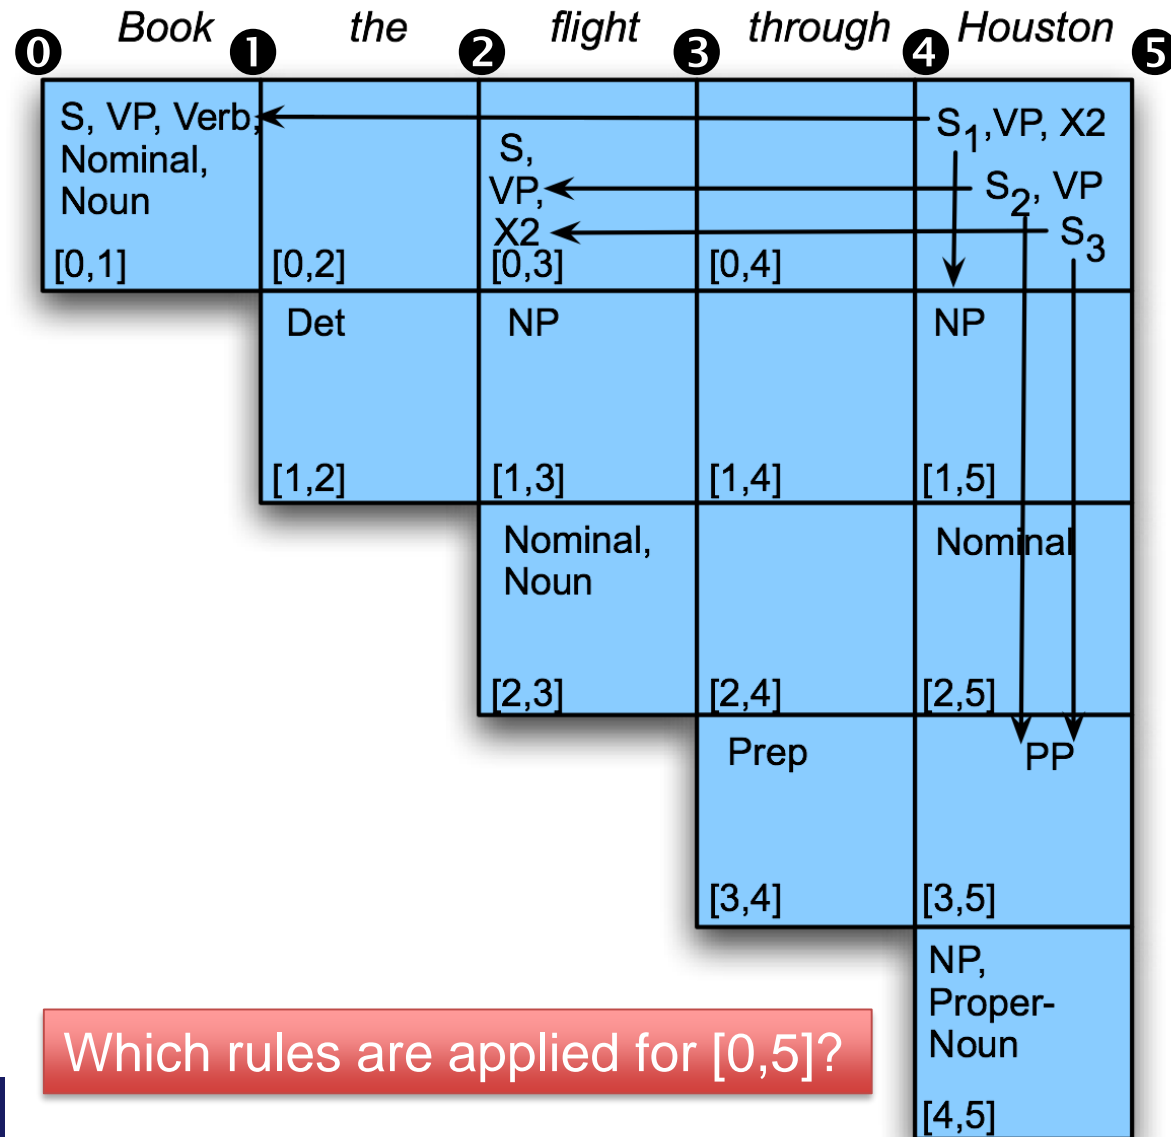 Book the flight through Houston
0 1 2 3 4 5
S, VP, Verb,
Nominal,
Noun
[0,1]
[0,2]
S,
VP,
X2
[0,3]
[0,4]
S1,VP, X2
S2, VP
S3
Det
[1,2]
NP
[1,3]
[1,4]
NP
[1,5]
Nominal,
Noun
[2,3]
[2,4]
Nominal
[2,5]
Prep
[3,4]
PP
[3,5]
NP,
Proper-
Noun
[4,5]
Which rules are applied for [0,5]?